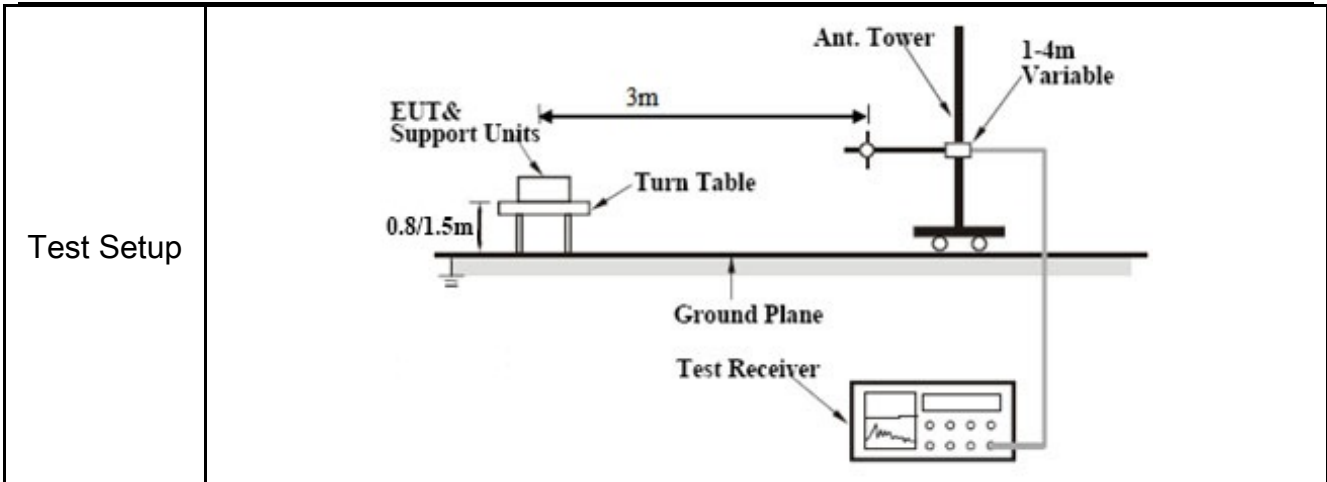 Test Setup
Ant. Tower
1-4m
Variable
3m
EUT&
Support Units
Turn Table
0.8/1.5m
Ground Plane
Test Receiver